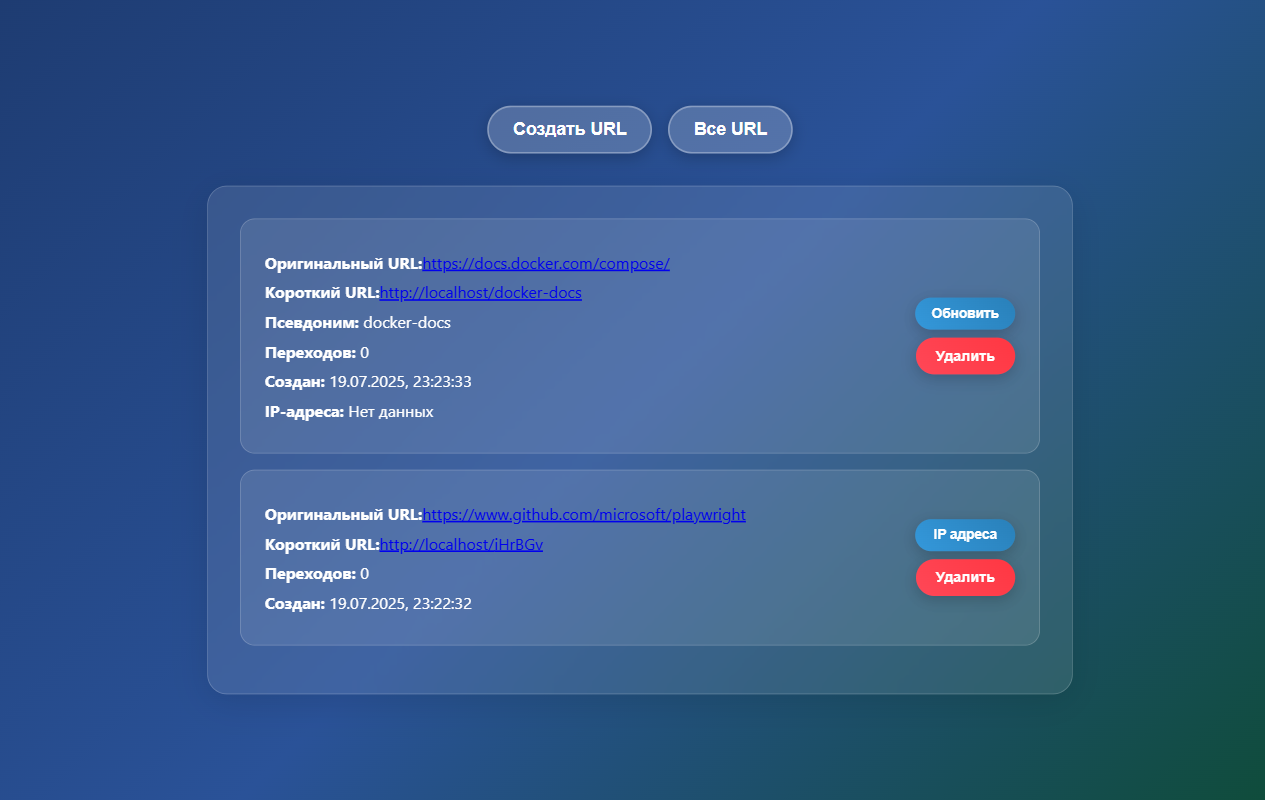 Создать URL
Все URL
Оригинальный URL:https://docs.docker.com/compose/
Короткий URL:http://localhost/docker-docs
Псевдоним: docker-docs
Переходов: 0
Создан: 19.07.2025, 23:23:33
IP-адреса: Нет данных
Обновить
Удалить
Оригинальный URL:https://www.github.com/microsoft/playwright
Короткий URL:http://localhost/iHrBGv
Переходов: 0
Создан: 19.07.2025, 23:22:32
IP адреса
Удалить